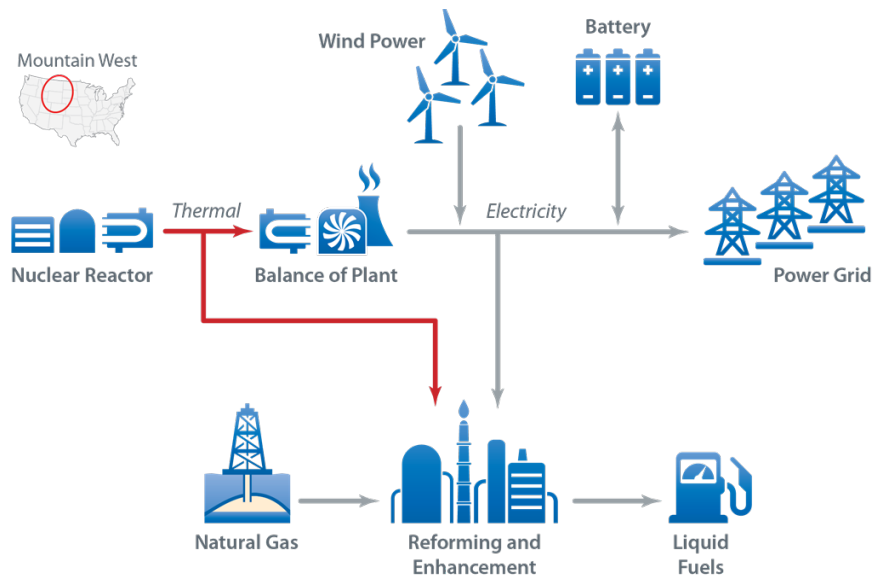 Mountain West
Wind Power
Battery
Thermal
Electricity
Nuclear Reactor
Balance of Plant
Power Grid
Natural Gas
Reforming and
Enhancement
Liquid
Fuels